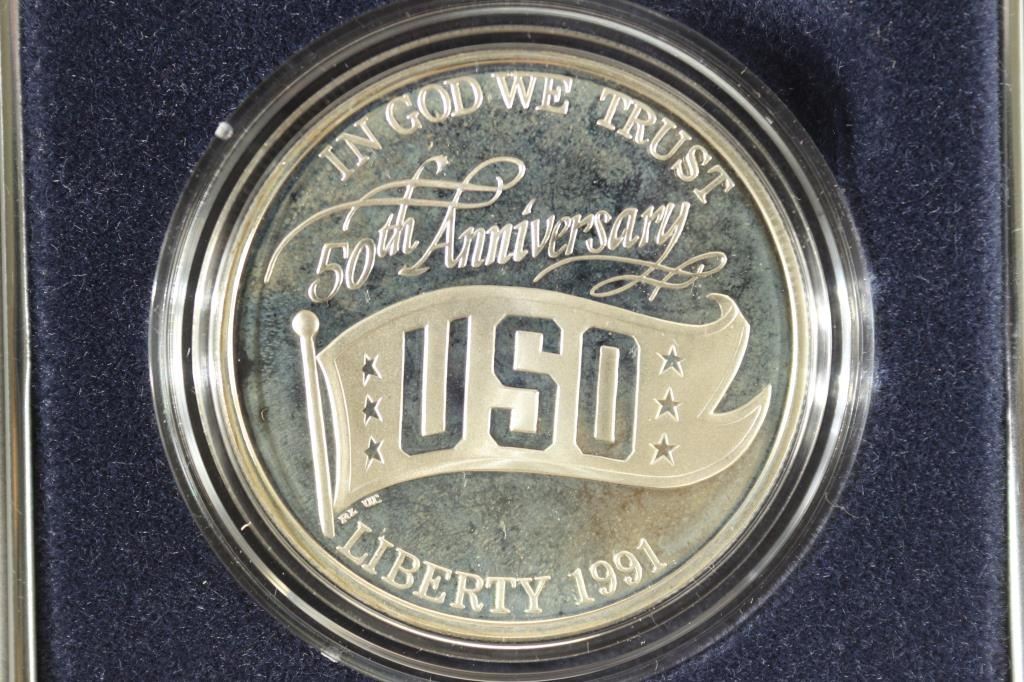 IN GOD WE TRUST
50th Anniversary
USO
LIBERTY 1991